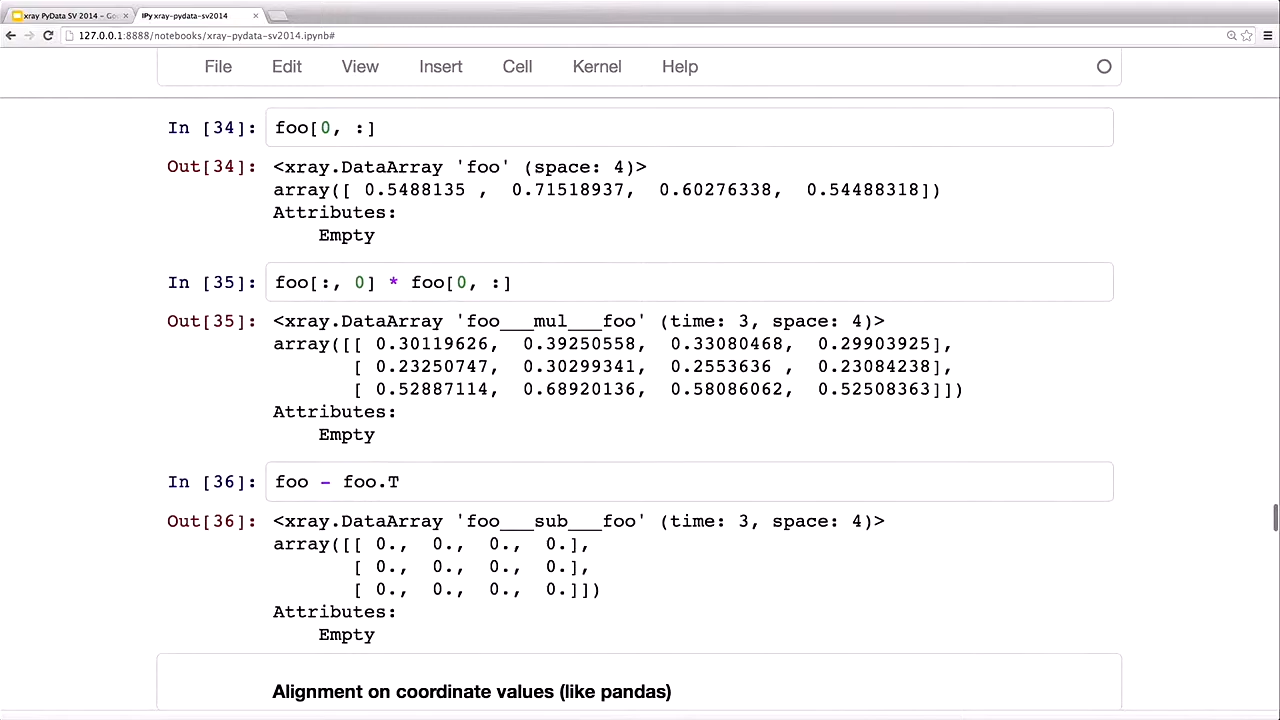 xray PyData SV 2014 – Go
IPy xray-pydata-sv2014
127.0.0.1:8888/notebooks/xray-pydata-sv2014.ipynb#
File Edit View Insert Cell Kernel Help
In [34]: foo[0, :]
Out[34]: <xray.DataArray 'foo' (space: 4)>
array([ 0.5488135 ,  0.71518937,  0.60276338,  0.54488318])
Attributes:
    Empty
In [35]: foo[:, 0] * foo[0, :]
Out[35]: <xray.DataArray 'foo___mul___foo' (time: 3, space: 4)>
array([[ 0.30119626,  0.39250558,  0.33080468,  0.29903925],
       [ 0.23250747,  0.30299341,  0.2553636 ,  0.23084238],
       [ 0.52887114,  0.68920136,  0.58086062,  0.52508363]])
Attributes:
    Empty
In [36]: foo - foo.T
Out[36]: <xray.DataArray 'foo___sub___foo' (time: 3, space: 4)>
array([[ 0.,  0.,  0.,  0.],
       [ 0.,  0.,  0.,  0.],
       [ 0.,  0.,  0.,  0.]])
Attributes:
    Empty
Alignment on coordinate values (like pandas)